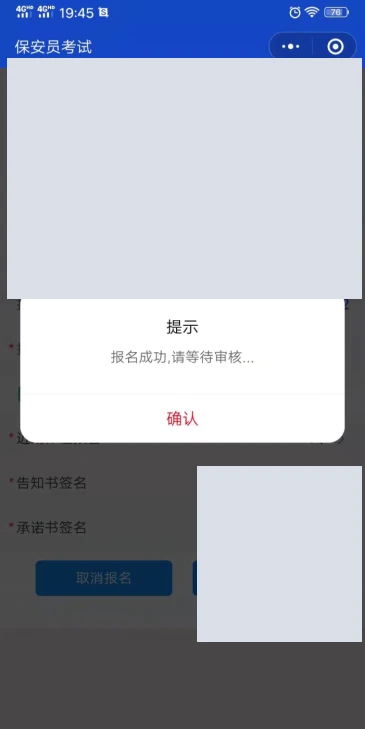 19:45
76
保安员考试
提示
报名成功,请等待审核...
确认
* 告知书签名
* 承诺书签名
取消报名